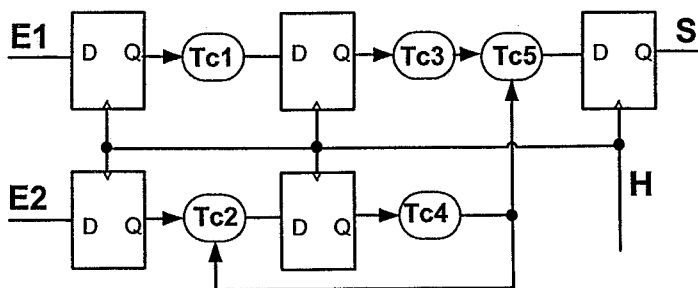 E1 D Q Tc1 D Q Tc3 Tc5 D Q S
H
E2 D Q Tc2 D Q Tc4